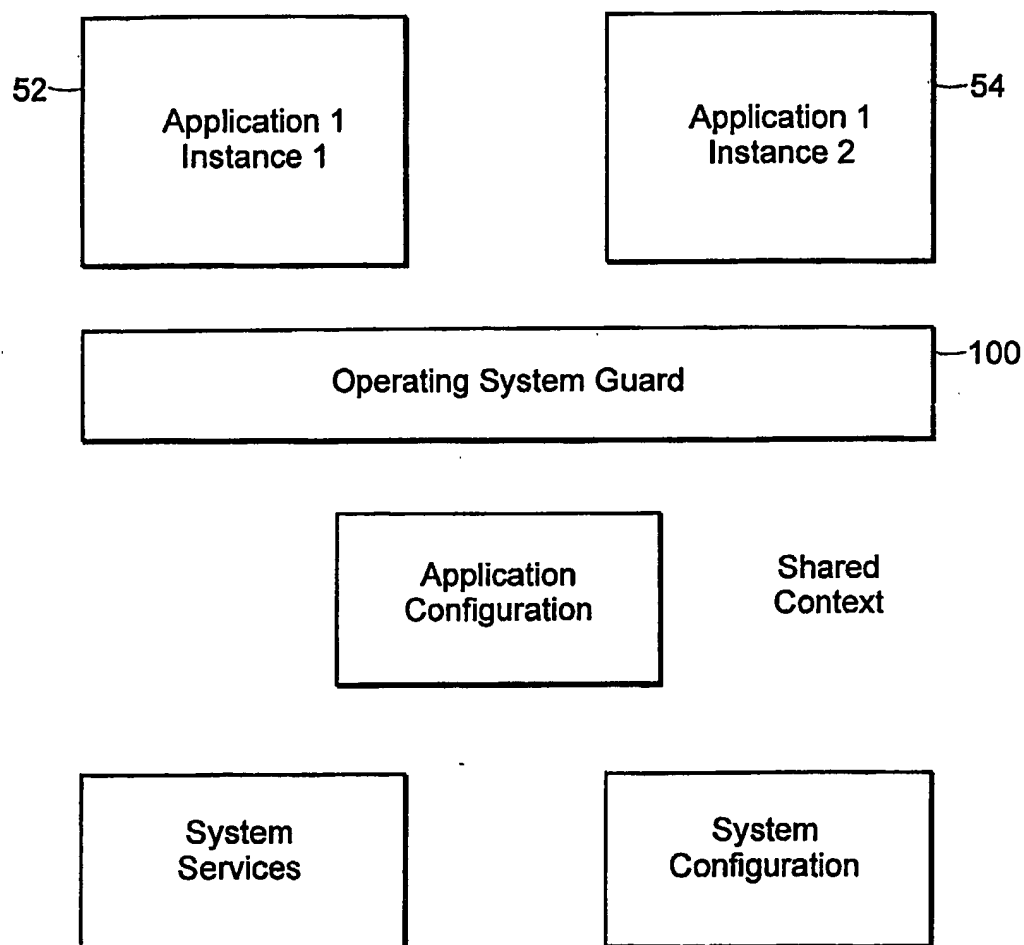 52
Application 1
Instance 1
Application 1
Instance 2
54
Operating System Guard
100
Application
Configuration
Shared
Context
System
Services
System
Configuration